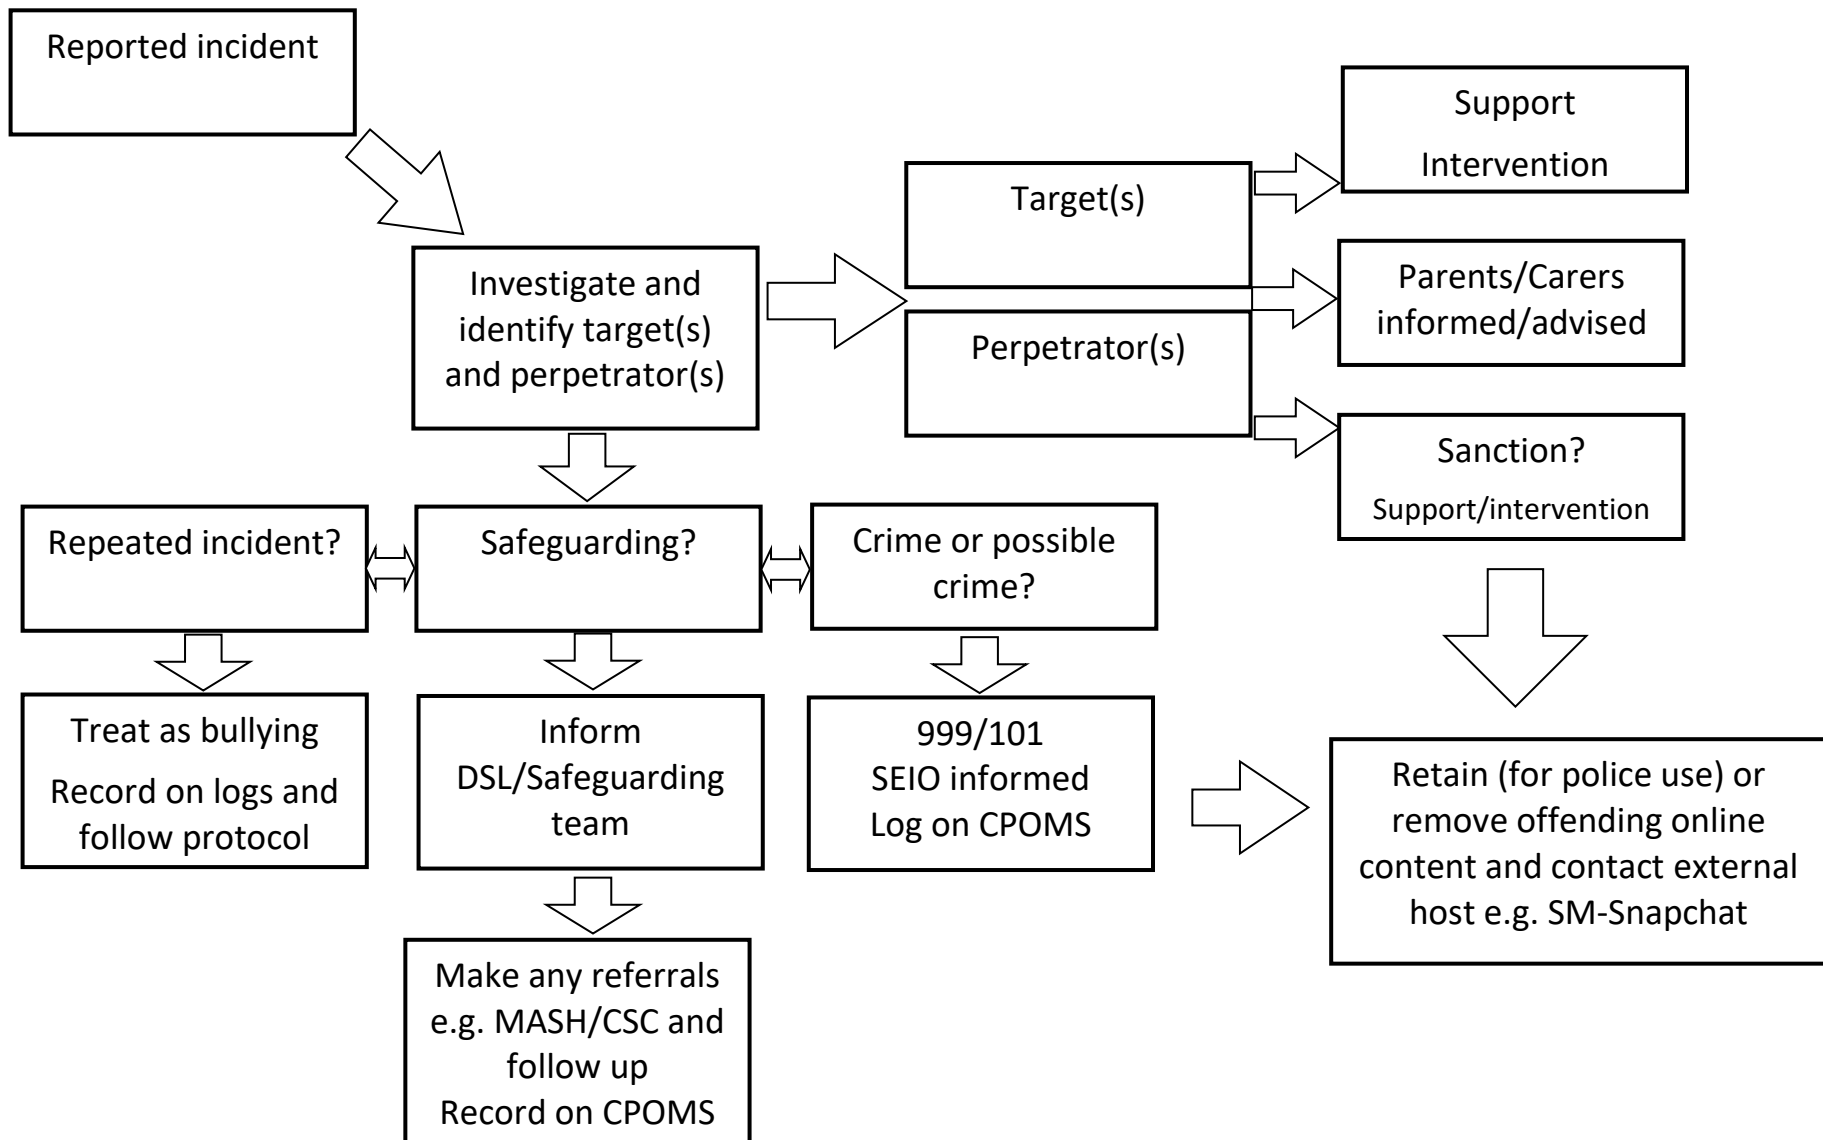 Reported incident
Investigate and
identify target(s)
and perpetrator(s)
Target(s)
Perpetrator(s)
Support
Intervention
Parents/Carers
informed/advised
Sanction?
Support/intervention
Repeated incident?
Safeguarding?
Crime or possible
crime?
Treat as bullying
Record on logs and
follow protocol
Inform
DSL/Safeguarding
team
999/101
SEIO informed
Log on CPOMS
Retain (for police use) or
remove offending online
content and contact external
host e.g. SM-Snapchat
Make any referrals
e.g. MASH/CSC and
follow up
Record on CPOMS